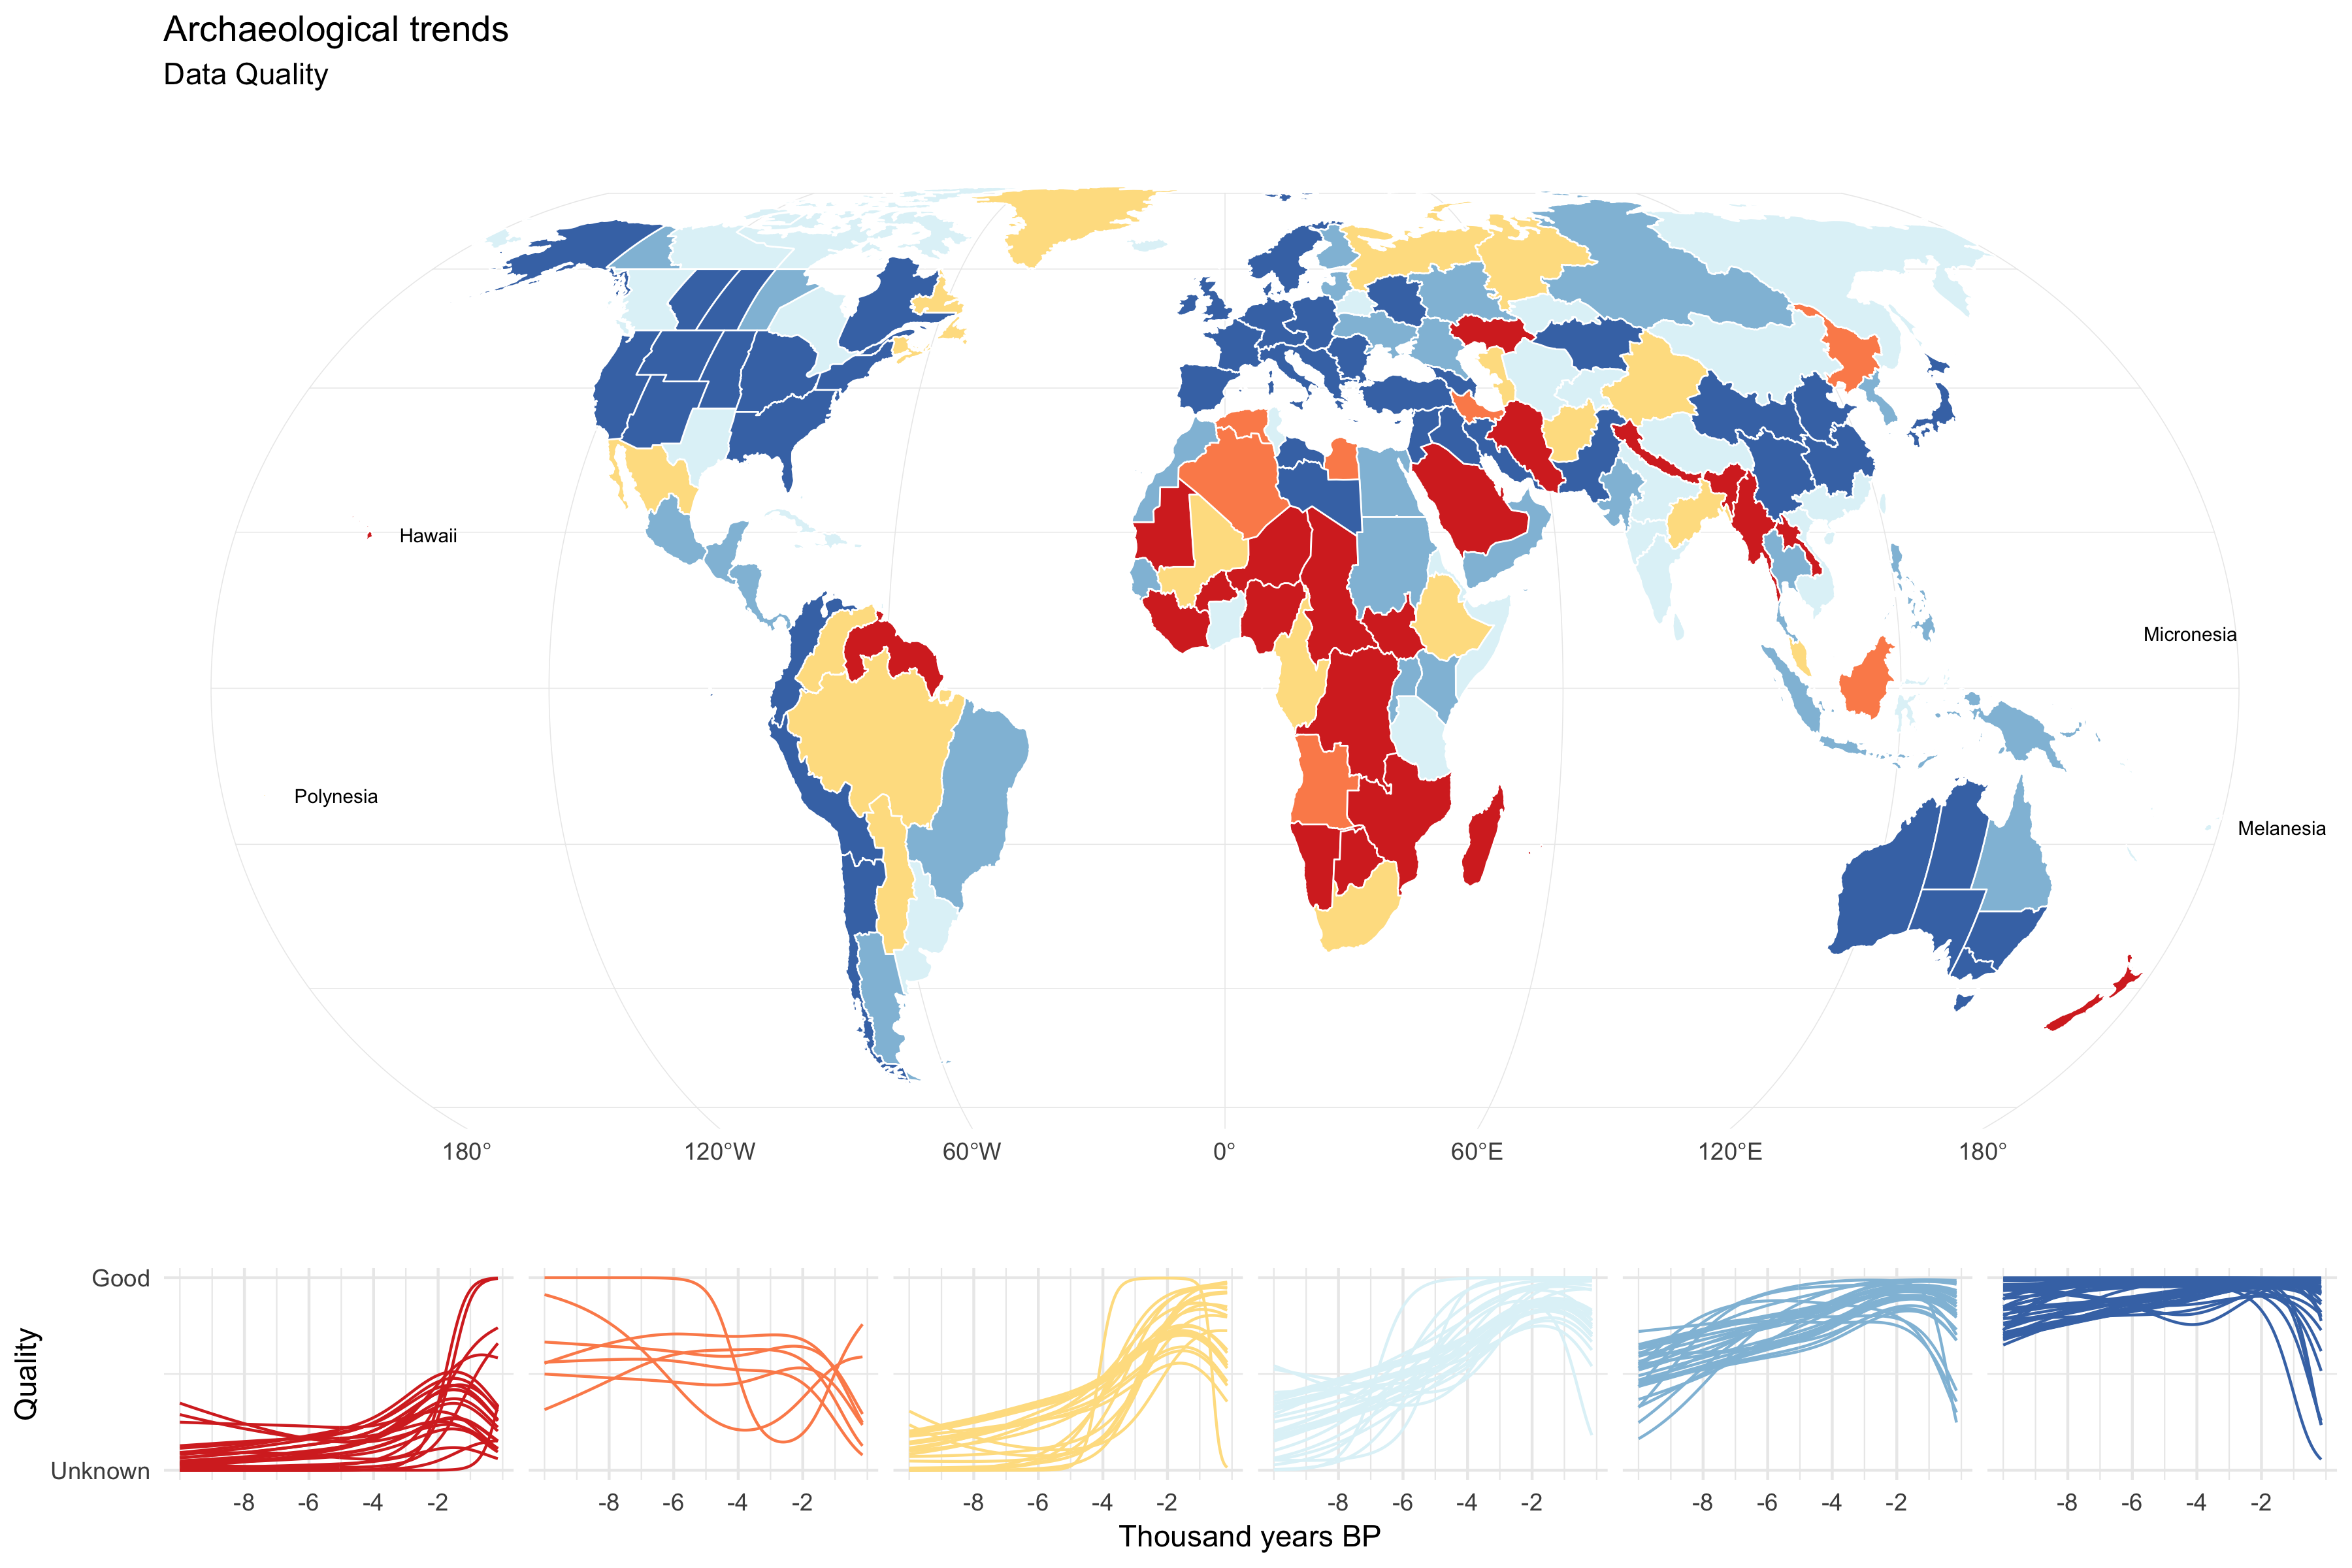 Archaeological trends
Data Quality
Hawaii
Micronesia
Polynesia
Melanesia
180° 120°W 60°W 0° 60°E 120°E 180°
Quality
Good
Unknown
-8 -6 -4 -2 -8 -6 -4 -2 -8 -6 -4 -2 -8 -6 -4 -2 -8 -6 -4 -2 -8 -6 -4 -2
Thousand years BP